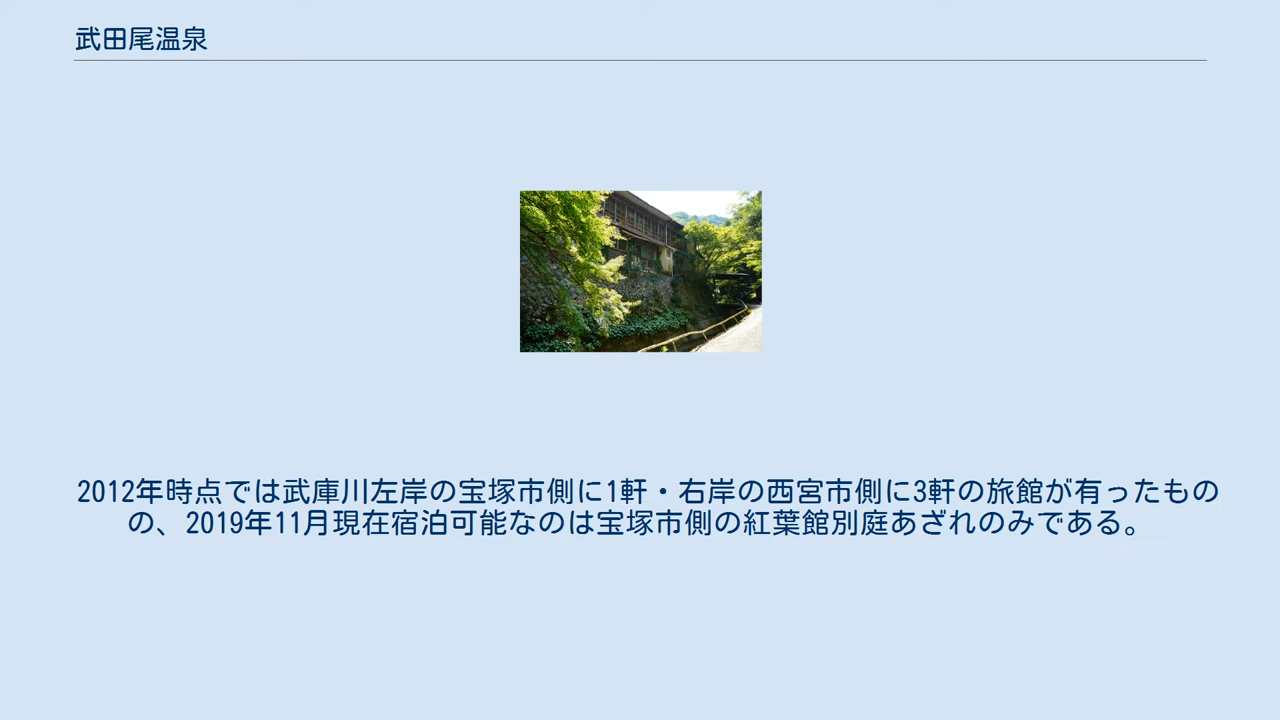 武田尾温泉
2012年時点では武庫川左岸の宝塚市側に1軒・右岸の西宮市側に3軒の旅館が有ったもの
の、2019年11月現在宿泊可能なのは宝塚市側の紅葉館別庭あざれのみである。